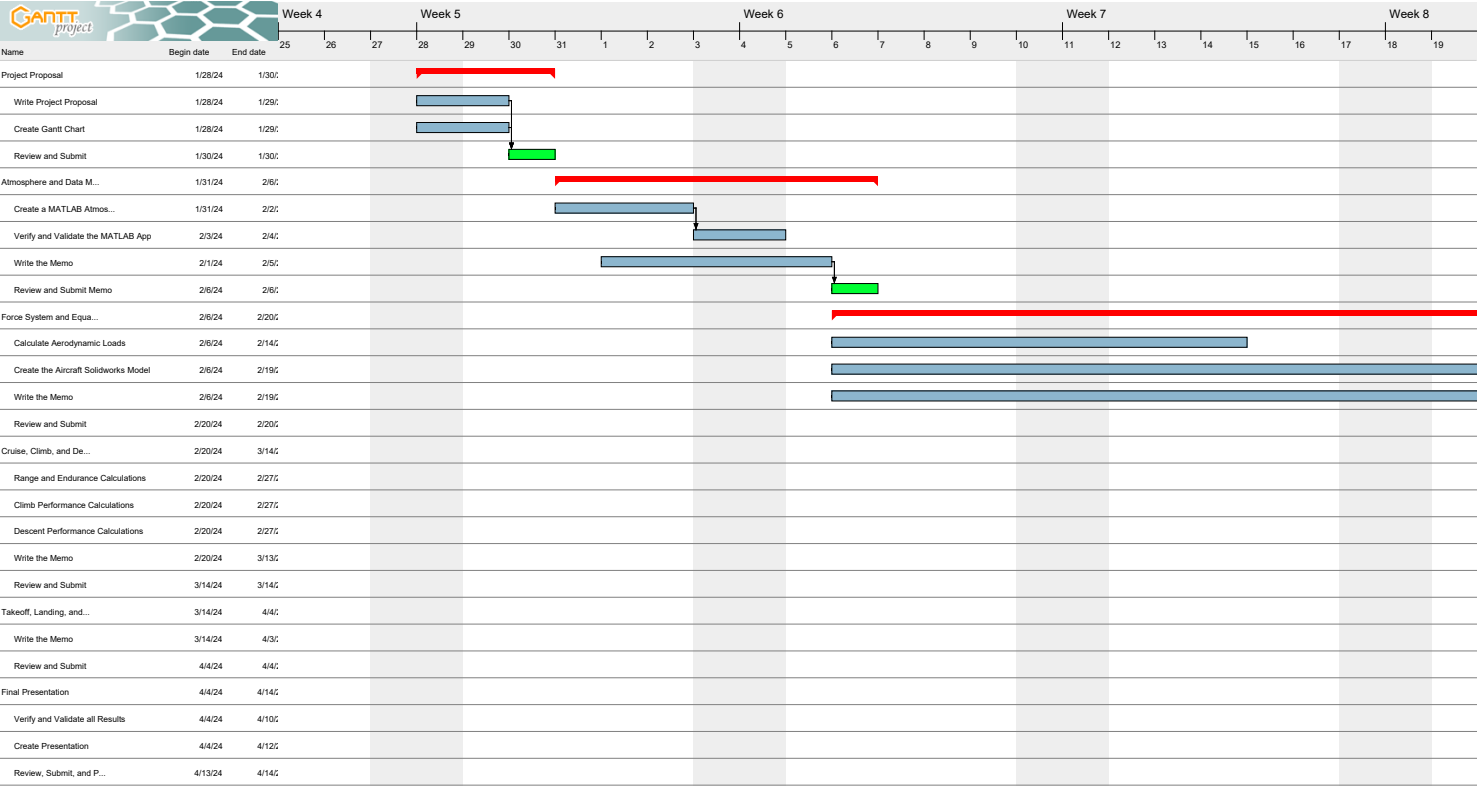 GANTT project
Week 4 Week 5 Week 6 Week 7 Week 8
Name Begin date End date 25 26 27 28 29 30 31 1 2 3 4 5 6 7 8 9 10 11 12 13 14 15 16 17 18 19
Project Proposal 1/28/24 1/30/
Write Project Proposal 1/28/24 1/29/
Create Gantt Chart 1/28/24 1/29/
Review and Submit 1/30/24 1/30/
Atmosphere and Data M... 1/31/24 2/6/
Create a MATLAB Atmos... 1/31/24 2/2/
Verify and Validate the MATLAB App 2/3/24 2/4/
Write the Memo 2/1/24 2/5/
Review and Submit Memo 2/6/24 2/6/
Force System and Equa... 2/6/24 2/20/
Calculate Aerodynamic Loads 2/6/24 2/14/
Create the Aircraft Solidworks Model 2/6/24 2/19/
Write the Memo 2/6/24 2/19/
Review and Submit 2/20/24 2/20/
Cruise, Climb, and De... 2/20/24 3/14/
Range and Endurance Calculations 2/20/24 2/27/
Climb Performance Calculations 2/20/24 2/27/
Descent Performance Calculations 2/20/24 2/27/
Write the Memo 2/20/24 3/13/
Review and Submit 3/14/24 3/14/
Takeoff, Landing, and... 3/14/24 4/4/
Write the Memo 3/14/24 4/3/
Review and Submit 4/4/24 4/4/
Final Presentation 4/4/24 4/14/
Verify and Validate all Results 4/4/24 4/10/
Create Presentation 4/4/24 4/12/
Review, Submit, and P... 4/13/24 4/14/